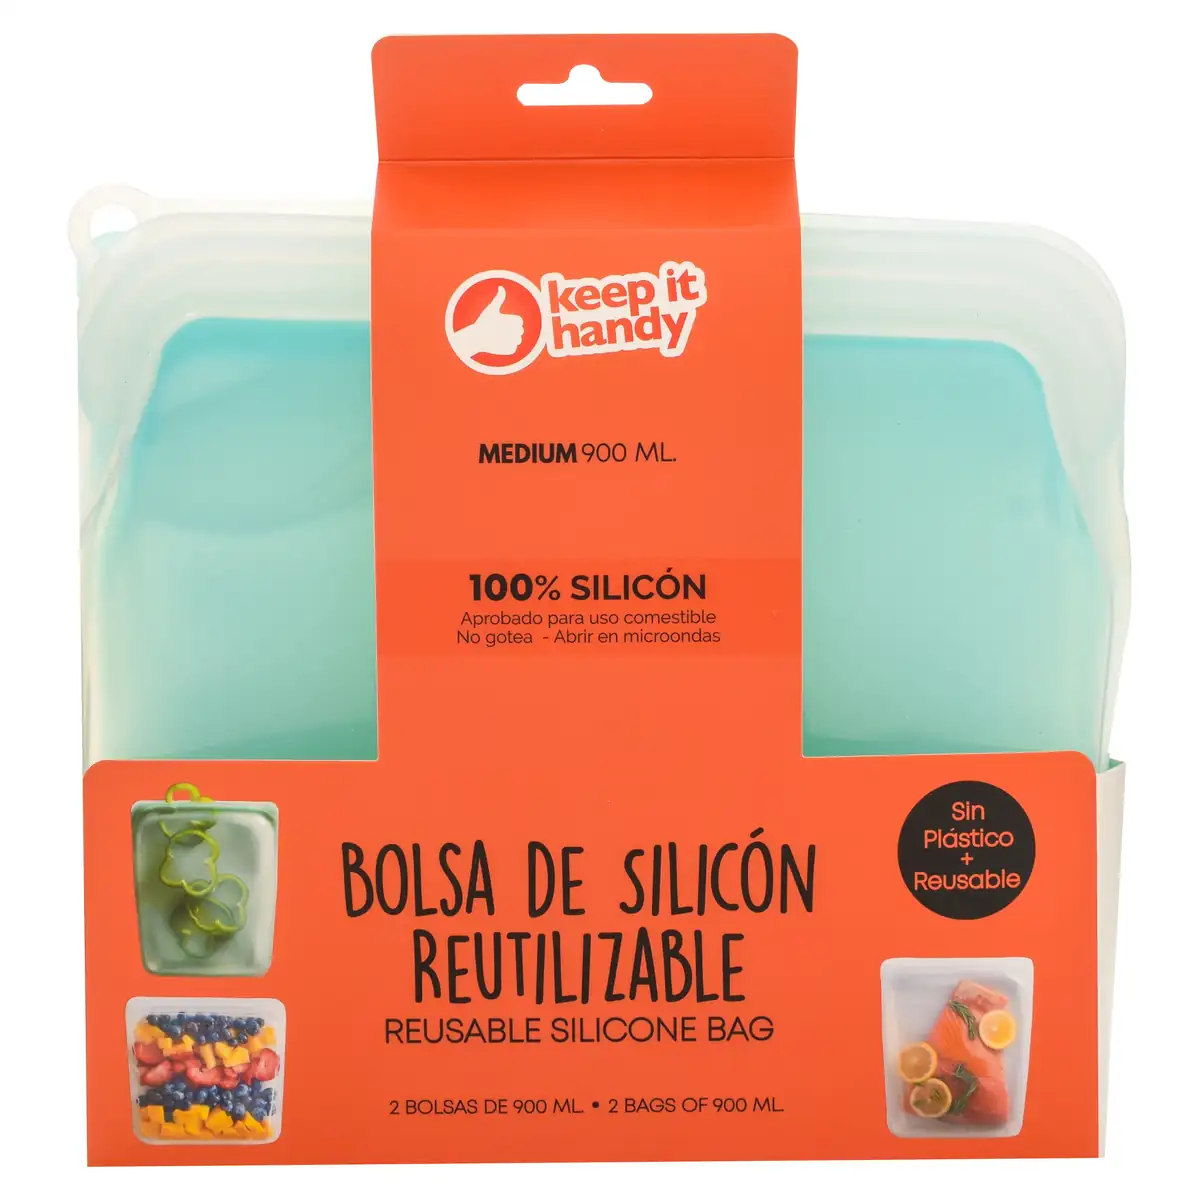 keep it
handy
MEDIUM 900 ML.
100% SILICÓN
Aprobado para uso comestible
No gotea - Abrir en microondas
Sin
Plástico
+
Reusable
BOLSA DE SILICÓN
REUTILIZABLE
REUSABLE SILICONE BAG
2 BOLSAS DE 900 ML. • 2 BAGS OF 900 ML.